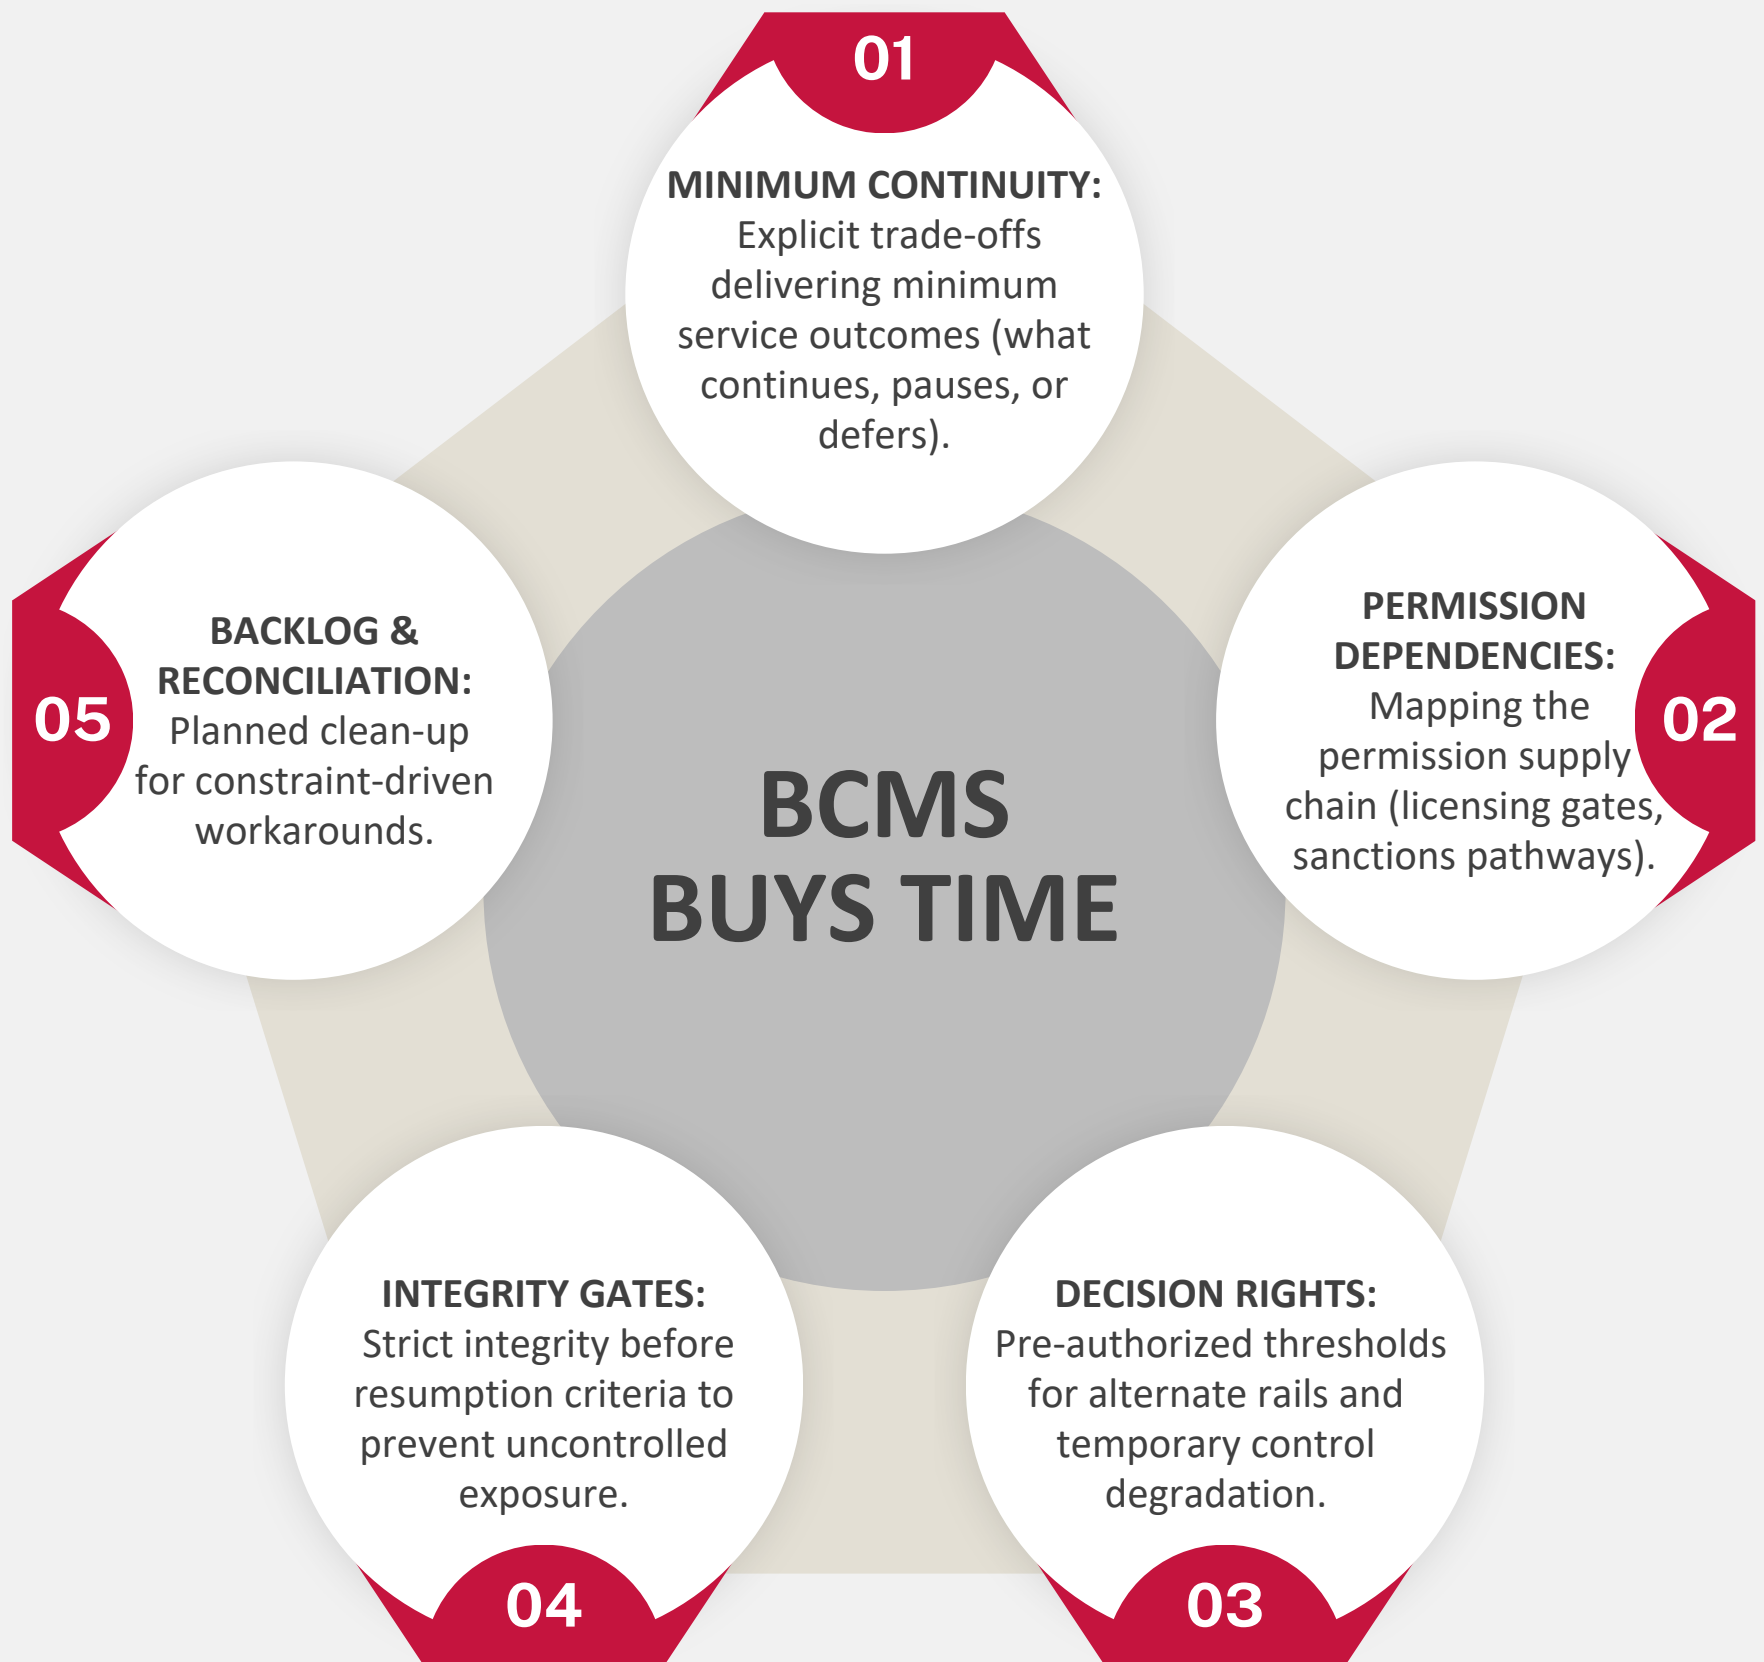 01
MINIMUM CONTINUITY:
Explicit trade-offs
delivering minimum
service outcomes (what
continues, pauses, or
defers).
PERMISSION
DEPENDENCIES:
Mapping the
permission supply
chain (licensing gates,
sanctions pathways).
02
BACKLOG &
RECONCILIATION:
Planned clean-up
for constraint-driven
workarounds.
05
BCMS
BUYS TIME
DECISION RIGHTS:
Pre-authorized thresholds
for alternate rails and
temporary control
degradation.
03
INTEGRITY GATES:
Strict integrity before
resumption criteria to
prevent uncontrolled
exposure.
04